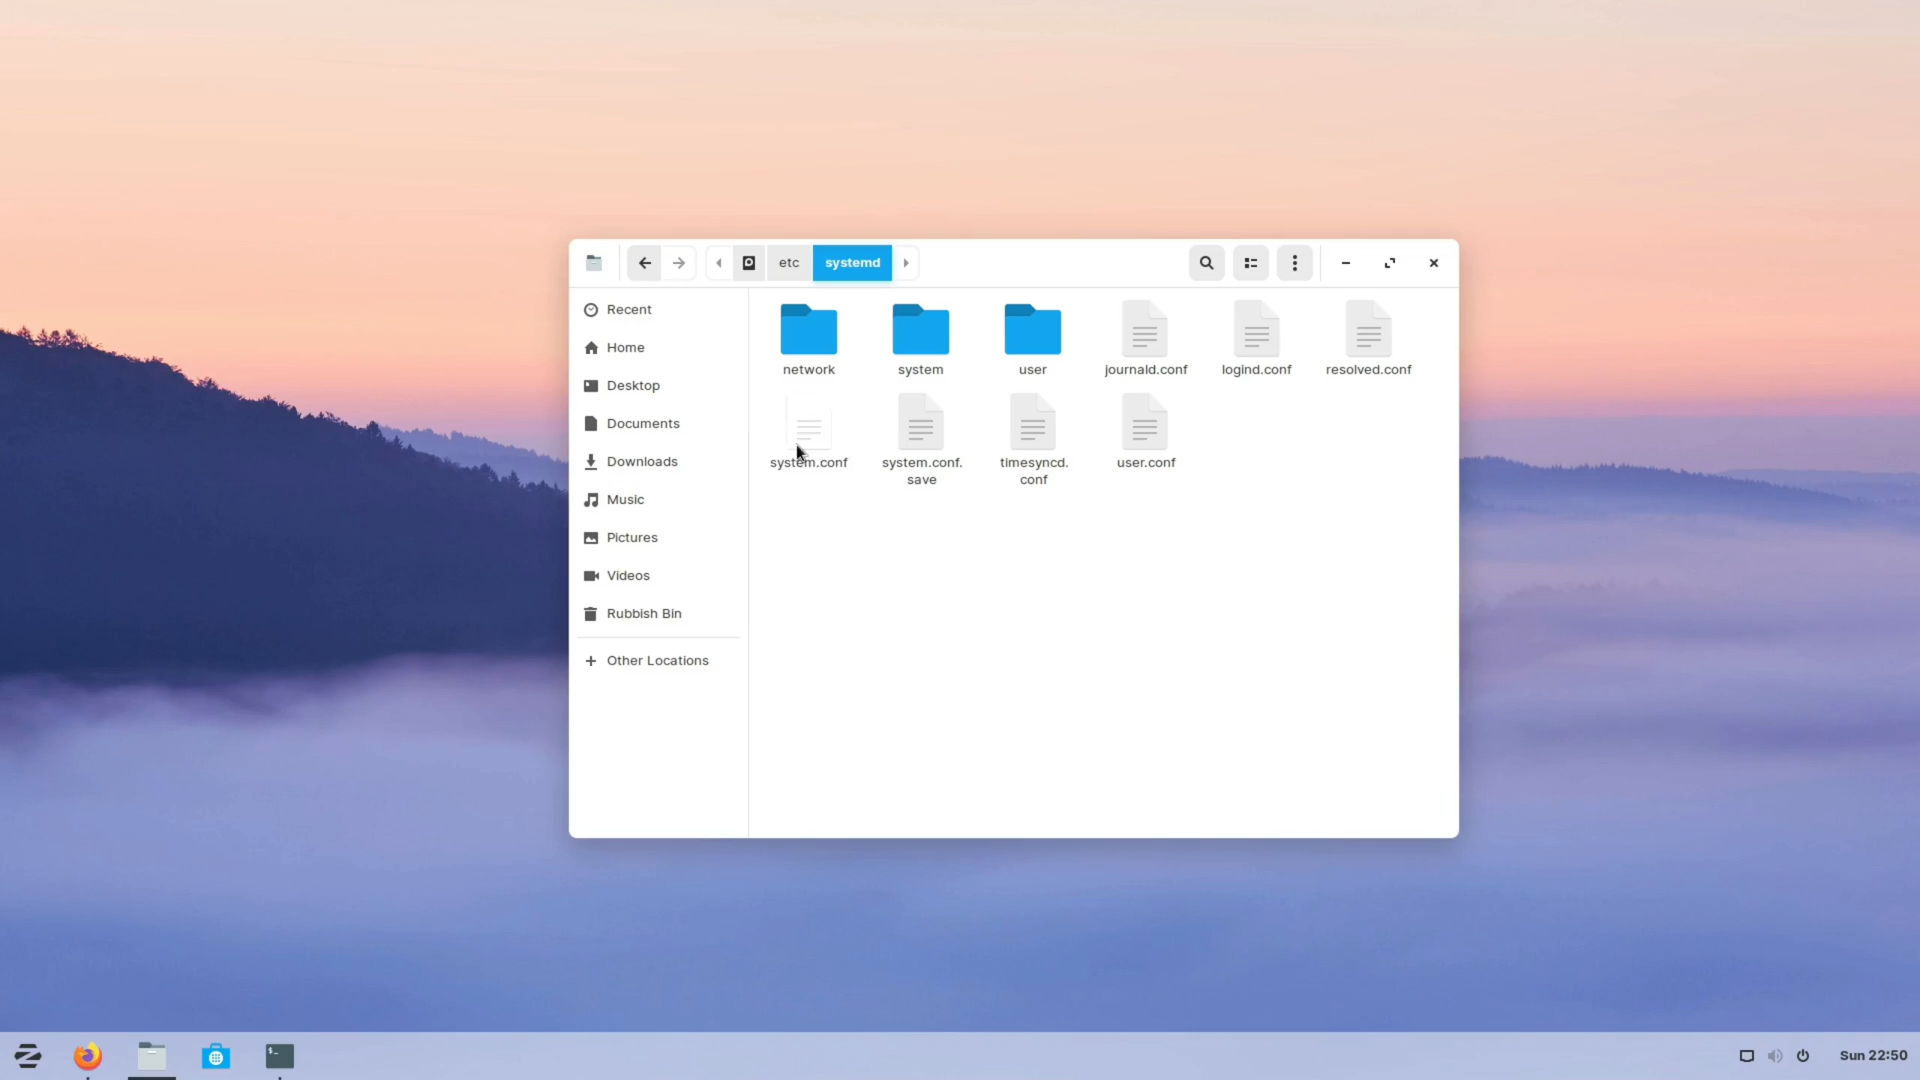 etc
systemd
Recent
Home
Desktop
Documents
Downloads
Music
Pictures
Videos
Rubbish Bin
Other Locations
network
system
user
journald.conf
logind.conf
resolved.conf
system.conf
system.conf.
save
timesyncd.
conf
user.conf
$-
Sun 22:50